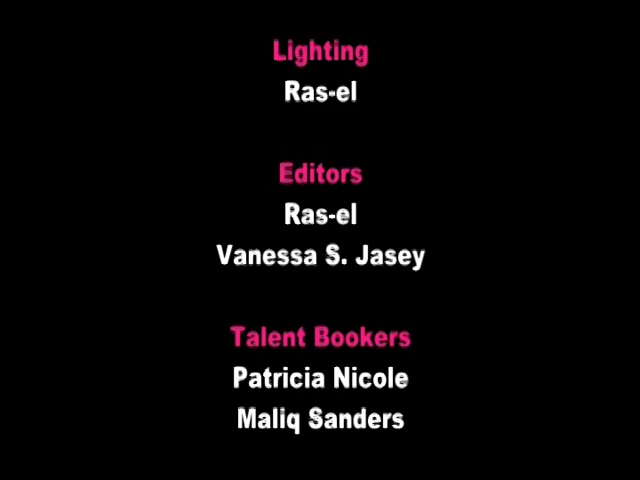 Lighting
Ras-el
Editors
Ras-el
Vanessa S. Jasey
Talent Bookers
Patricia Nicole
Maliq Sanders